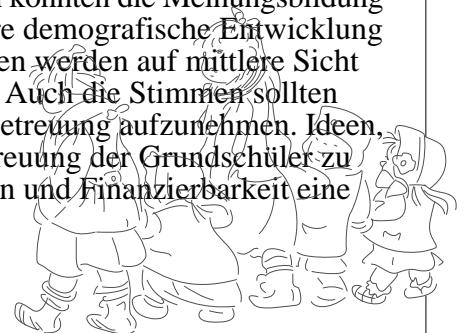 könnten die Meinungsbildung
re demografische Entwicklung
en werden auf mittlere Sicht
Auch die Stimmen sollten
etreuung aufzunehmen. Ideen,
reuung der Grundschüler zu
n und Finanzierbarkeit eine